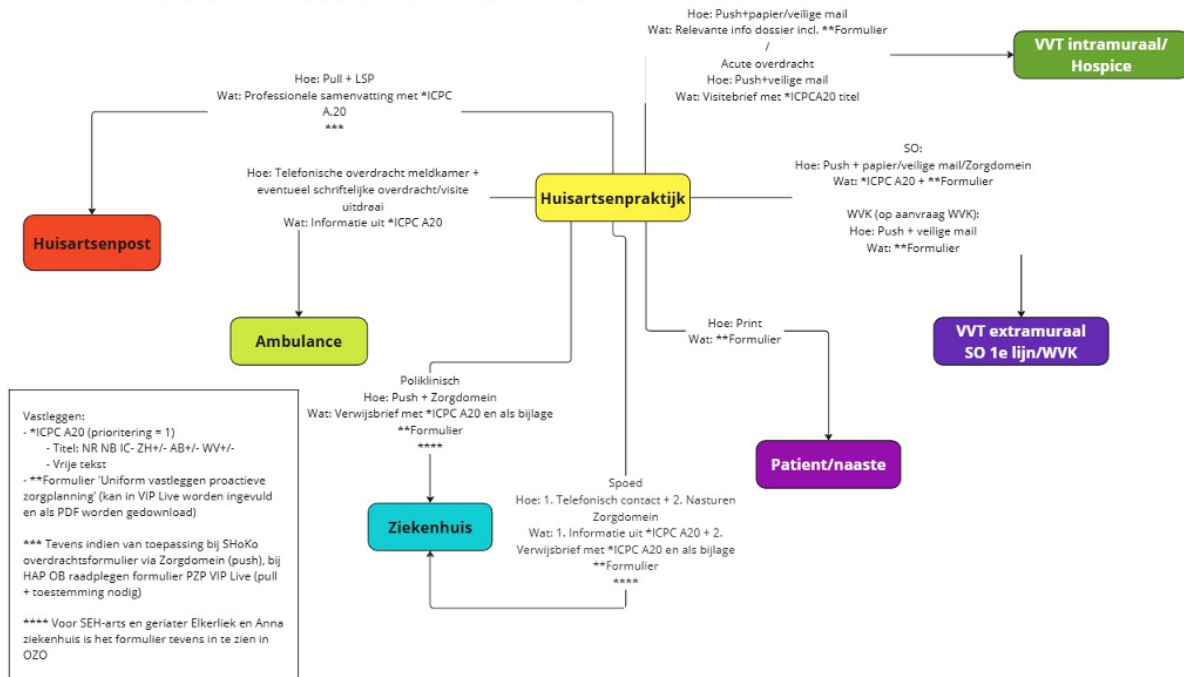 Hoe: Push+papier/veilige mail
Wat: Relevante info dossier incl. **Formulier
/
Acute overdracht
Hoe: Push+veilige mail
Wat: Visitebrief met *ICPCA20 titel
VVT intramuraal/
Hospice
Hoe: Pull + LSP
Wat: Professionele samenvatting met *ICPC
A.20
***
SO:
Hoe: Push + papier/veilige mail/Zorgdomein
Wat: *ICPC A20 + **Formulier
WVK (op aanvraag WVK):
Hoe: Push + veilige mail
Wat: **Formulier
Hoe: Telefonische overdracht meldkamer +
eventueel schriftelijke overdracht/visite
uitdraai
Wat: Informatie uit *ICPC A20
Huisartsenpraktijk
Huisartsenpost
Ambulance
Hoe: Print
Wat: **Formulier
VVT extramuraal
SO 1e lijn/WVK
Poliklinisch
Hoe: Push + Zorgdomein
Wat: Verwijsbrief met *ICPC A20 en als bijlage
**Formulier
****
Patient/naaste
Spoed
Hoe: 1. Telefonisch contact + 2. Nasturen
Zorgdomein
Wat: 1. Informatie uit *ICPC A20 + 2.
Verwijsbrief met *ICPC A20 en als bijlage
**Formulier
****
Ziekenhuis
Vastleggen:
- *ICPC A20 (prioritering = 1)
- Titel: NR NB IC- ZH+/- AB+/- WV+/-
- Vrije tekst
- **Formulier 'Uniform vastleggen proactieve
zorgplanning' (kan in VIP Live worden ingevuld
en als PDF worden gedownload)
*** Tevens indien van toepassing bij SHoKo
overdrachtsformulier via Zorgdomein (push), bij
HAP OB raadplegen formulier PZP VIP Live (pull
+ toestemming nodig)
**** Voor SEH-arts en geriater Elkerliek en Anna
ziekenhuis is het formulier tevens in te zien in
OZO